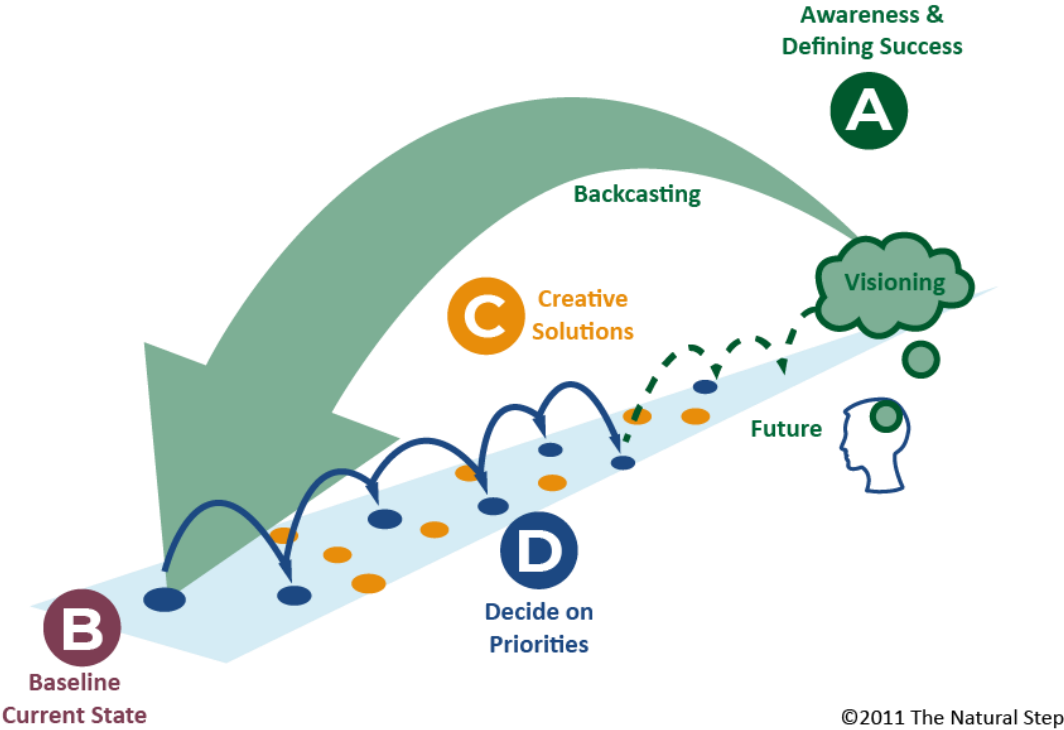 Awareness &
Defining Success
A
Backcasting
Visioning
C
Creative
Solutions
Future
D
Decide on
Priorities
B
Baseline
Current State
©2011 The Natural Step